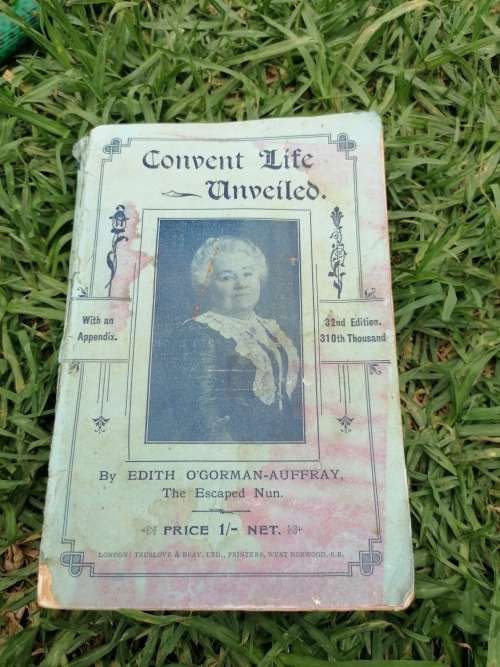 Convent Life
Unveiled.
With an
Appendix.
32nd Edition.
310th Thousand
By EDITH O'GORMAN-AUFFRAY,
The Escaped Nun.
PRICE 1/- NET.
LONDON: TRUSLOVE & BRAY, LTD., PRINTERS, WEST NORWOOD, S.E.